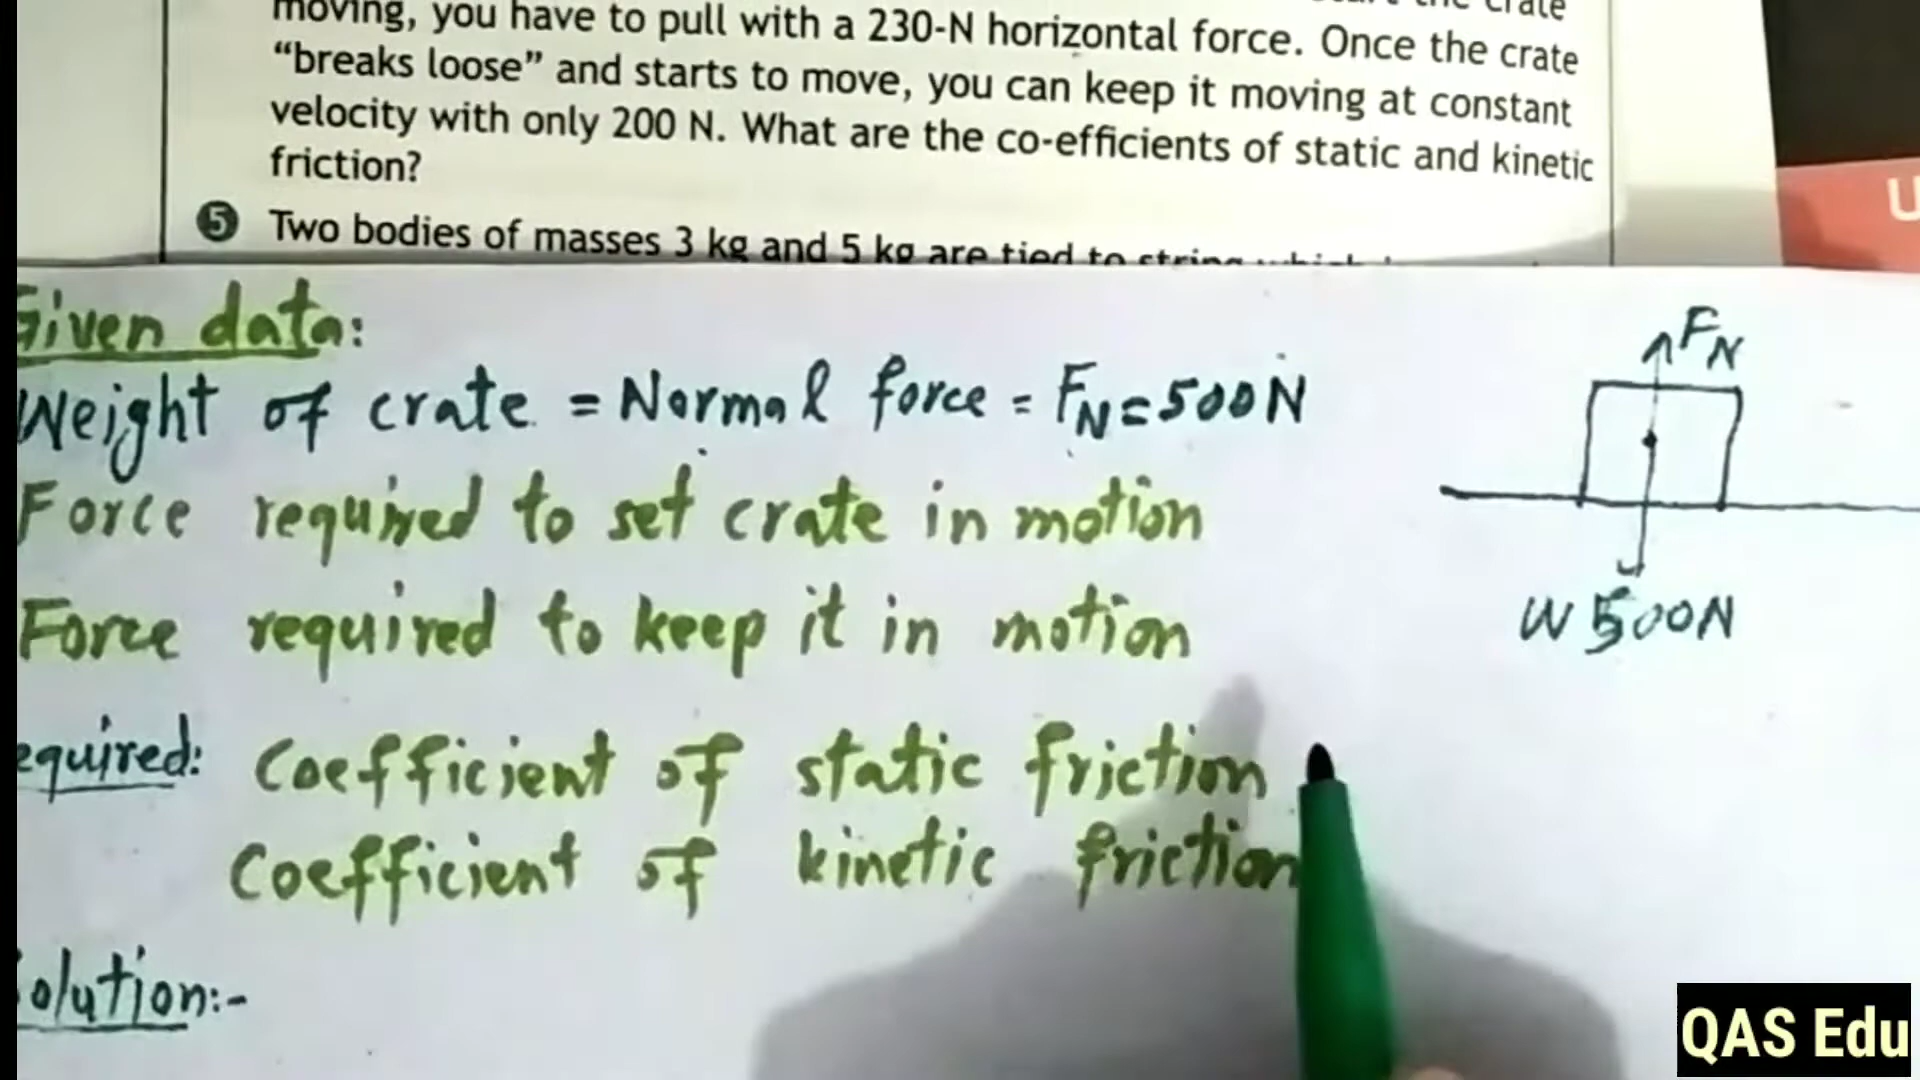 moving, you have to pull with a 230-N horizontal force. Once the crate
"breaks loose" and starts to move, you can keep it moving at constant
velocity with only 200 N. What are the co-efficients of static and kinetic
friction?
5 Two bodies of masses 3 kg and 5 kg are tied to string
Given data:
Weight of crate = Normal force = FN = 500N
Force required to set crate in motion
Force required to keep it in motion
equired: Coefficient of static friction
Coefficient of kinetic friction
olution:-
FN
W 500N
U
QAS Edu